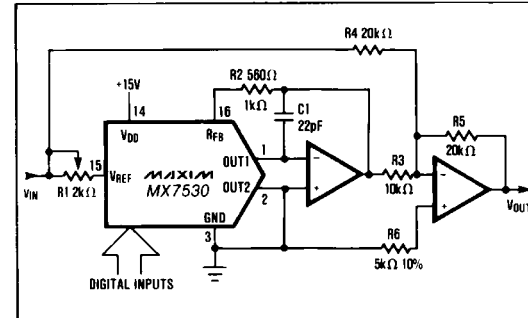 R4 20kΩ
+15V
R2 560Ω
1kΩ
14
16
C1
22pF
R5
20kΩ
VDD
RFB
1
OUT1
−
15
VREF
MAXIM
MX7530
R3
10kΩ
−
VIN
R1 2kΩ
OUT2
2
+
+
VOUT
GND
3
R6
5kΩ 10%
DIGITAL INPUTS